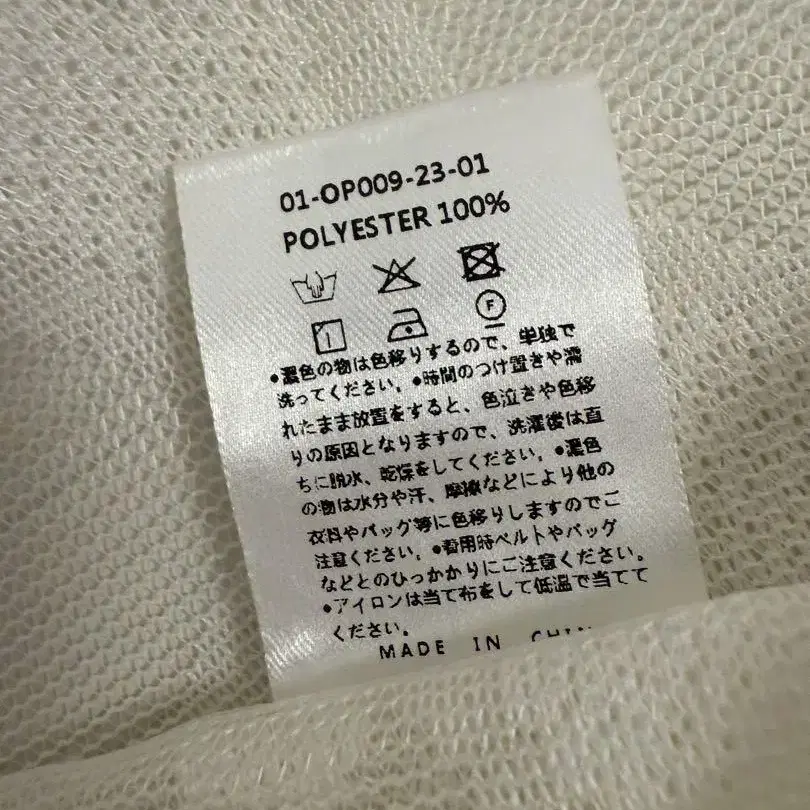 01-OP009-23-01
POLYESTER 100%
F
●濃色の物は色移りするので、単独で
洗ってください。●時間のつけ置きや濡
れたまま放置をすると、色泣きや色移
りの原因となりますので、洗濯後は直
ちに脱水、乾燥をしてください。●濃色
の物は水分や汗、摩擦などにより他の
衣料やバッグ等に色移りしますのでご
注意ください。●着用時ベルトやバッグ
などとのひっかかりにご注意ください。
●アイロンは当て布をして低温で当てて
ください。
MADE IN CHIN